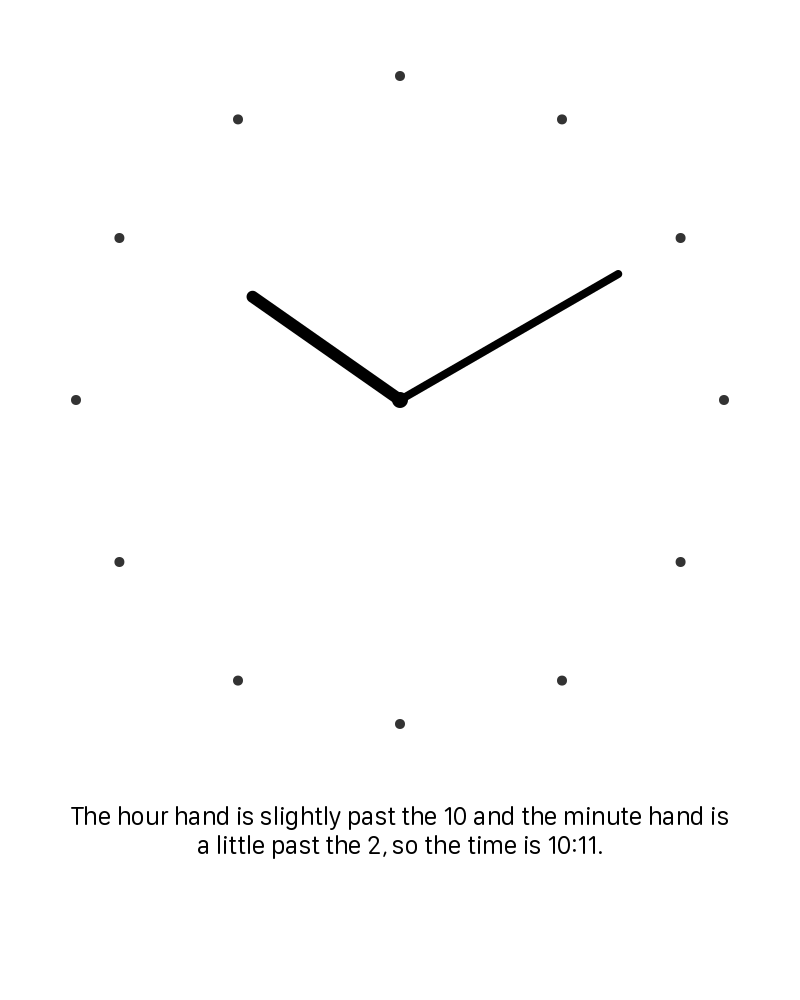 The hour hand is slightly past the 10 and the minute hand is
a little past the 2, so the time is 10:11.